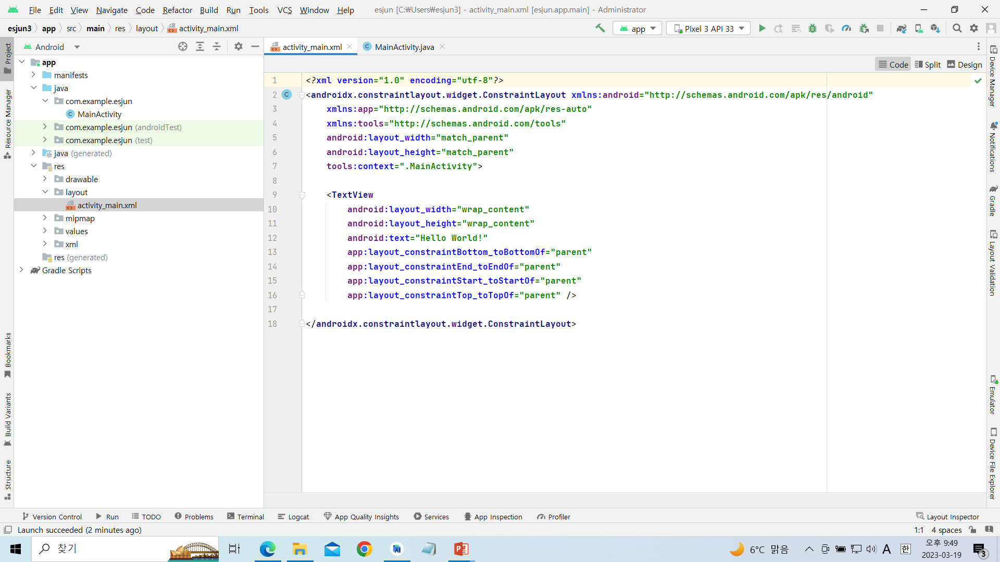 File Edit View Navigate Code Refactor Build Run Tools VCS Window Help esjun [C:₩Users₩esjun3] - activity_main.xml [esjun.app.main] - Administrator
esjun3 app src main res layout activity_main.xml app Pixel 3 API 33
Android
activity_main.xml MainActivity.java
Code Split Design
Project
Resource Manager
Bookmarks
Build Variants
Structure
app
manifests
java
com.example.esjun
MainActivity
com.example.esjun (androidTest)
com.example.esjun (test)
java (generated)
res
drawable
layout
activity_main.xml
mipmap
values
xml
res (generated)
Gradle Scripts
1 <?xml version="1.0" encoding="utf-8"?>
2 <androidx.constraintlayout.widget.ConstraintLayout xmlns:android="http://schemas.android.com/apk/res/android"
3 xmlns:app="http://schemas.android.com/apk/res-auto"
4 xmlns:tools="http://schemas.android.com/tools"
5 android:layout_width="match_parent"
6 android:layout_height="match_parent"
7 tools:context=".MainActivity">
8
9 <TextView
10 android:layout_width="wrap_content"
11 android:layout_height="wrap_content"
12 android:text="Hello World!"
13 app:layout_constraintBottom_toBottomOf="parent"
14 app:layout_constraintEnd_toEndOf="parent"
15 app:layout_constraintStart_toStartOf="parent"
16 app:layout_constraintTop_toTopOf="parent" />
17
18 </androidx.constraintlayout.widget.ConstraintLayout>
Device Manager
Notifications
Gradle
Layout Validation
Emulator
Device File Explorer
Version Control Run TODO Problems Terminal Logcat App Quality Insights Services App Inspection Profiler Layout Inspector
Launch succeeded (2 minutes ago) 1:1 4 spaces
찾기 6°C 맑음 A 한 오후 9:49
2023-03-19 3